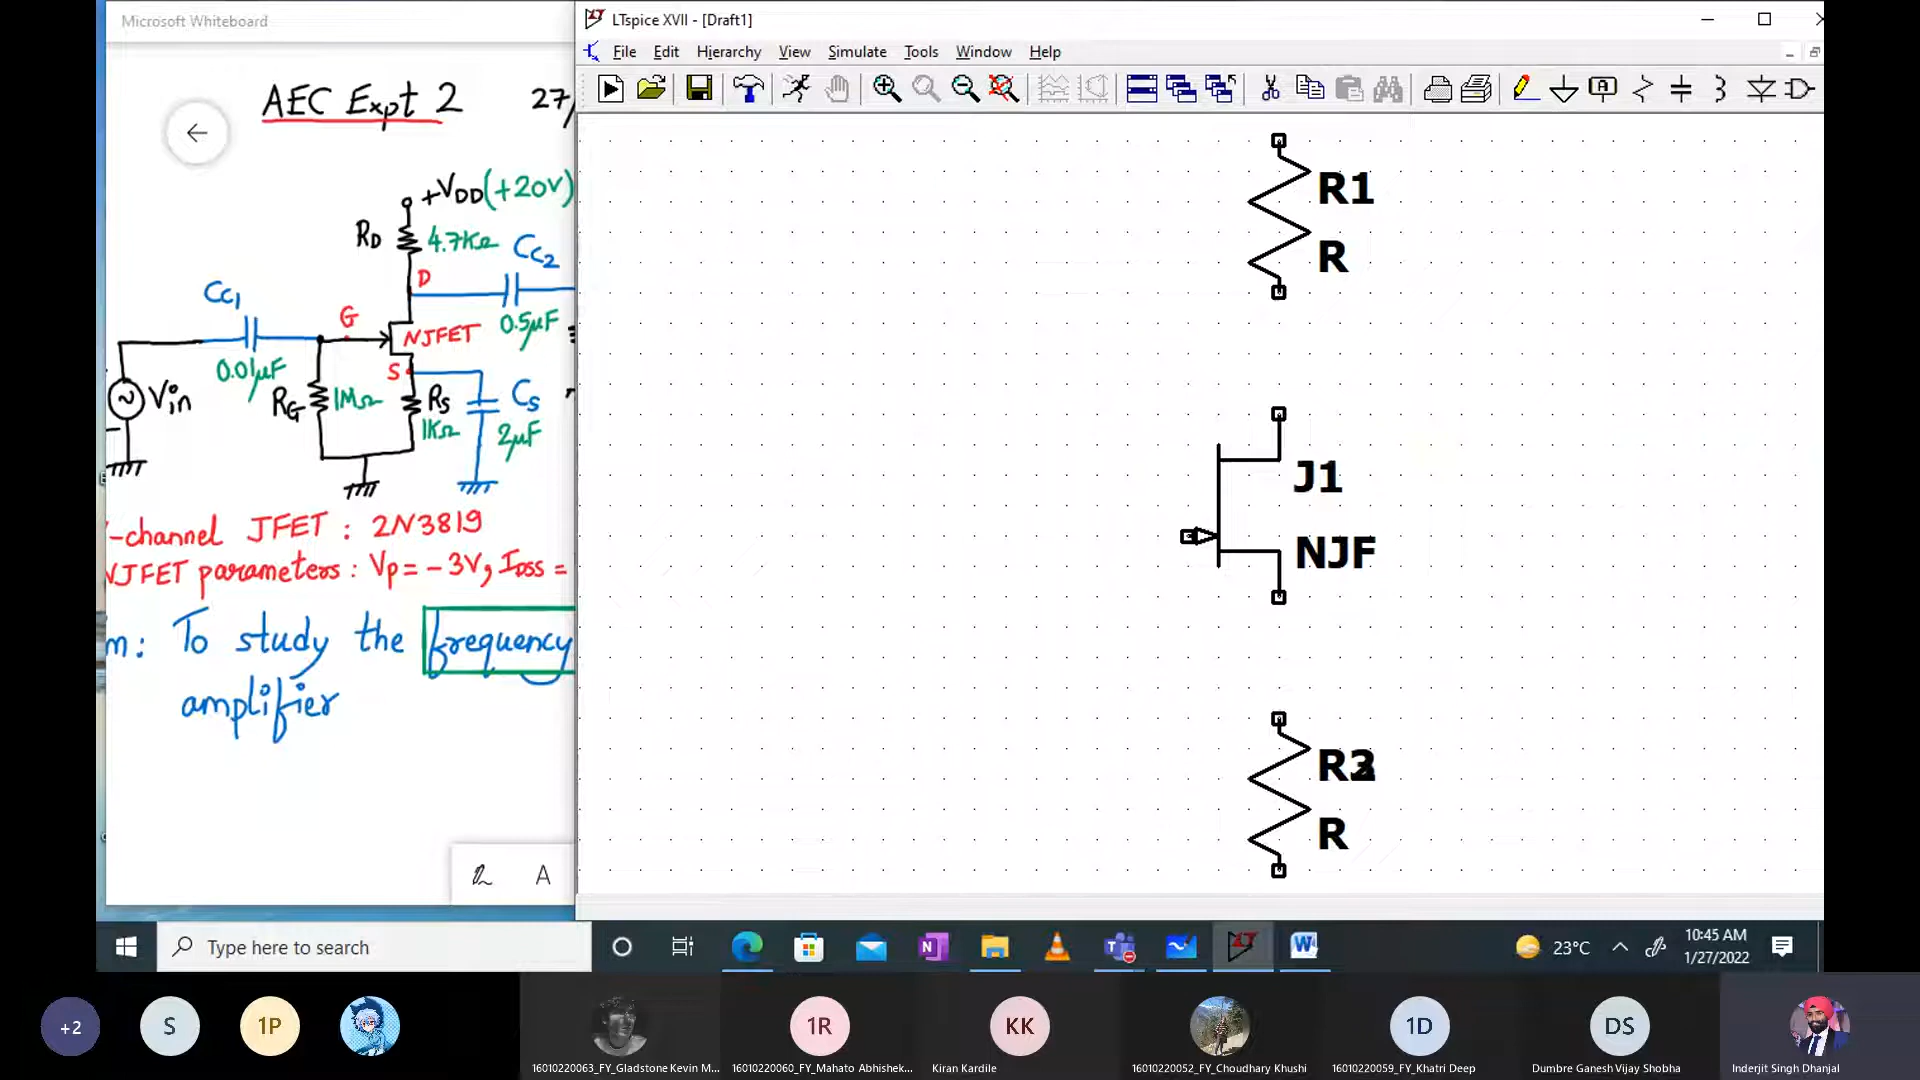 Microsoft Whiteboard
AEC Expt 2 27/
+VDD (+20V)
RD 4.7KΩ
CC2
D
CC1
G
0.5μF
NJFET
0.01μF
S
Vin
RG 1MΩ
RS
1KΩ
CS
2μF
-channel JFET : 2N3819
NJFET parameters : Vp = -3V, IDSS =
m: To study the frequency
amplifier
A
LTspice XVII - [Draft1]
File Edit Hierarchy View Simulate Tools Window Help
R1
R
J1
NJF
R
Type here to search
23°C
10:45 AM
1/27/2022
+2
S
1P
1R
KK
1D
DS
16010220063_FY_Gladstone Kevin M...
16010220060_FY_Mahato Abhishek...
Kiran Kardile
16010220052_FY_Choudhary Khushi
16010220059_FY_Khatri Deep
Dumbre Ganesh Vijay Shobha
Inderjit Singh Dhanjal